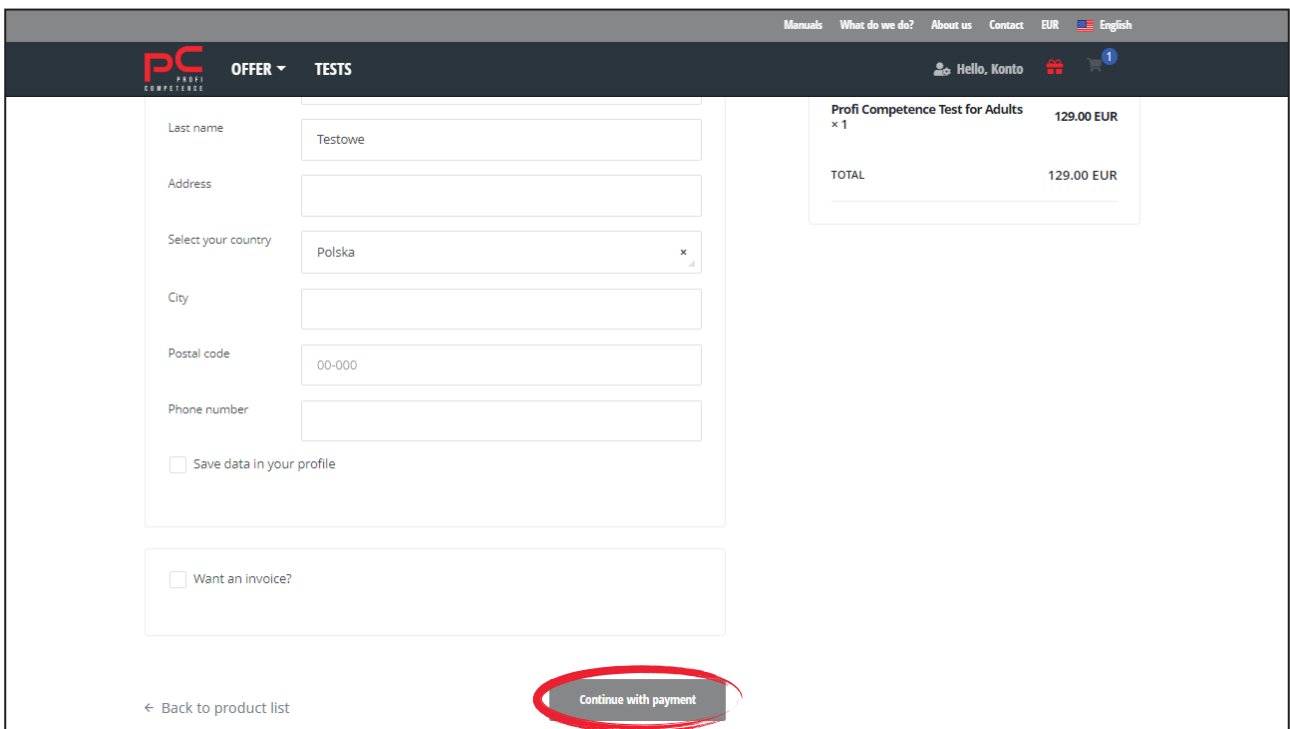 Manuals What do we do? About us Contact EUR English
PC
PROFI
COMPETENCE
OFFER TESTS
Hello, Konto
1
Last name
Testowe
Address
Select your country
Polska ×
City
Postal code
00-000
Phone number
Save data in your profile
Want an invoice?
← Back to product list
Continue with payment
Profi Competence Test for Adults 129.00 EUR
× 1
TOTAL 129.00 EUR